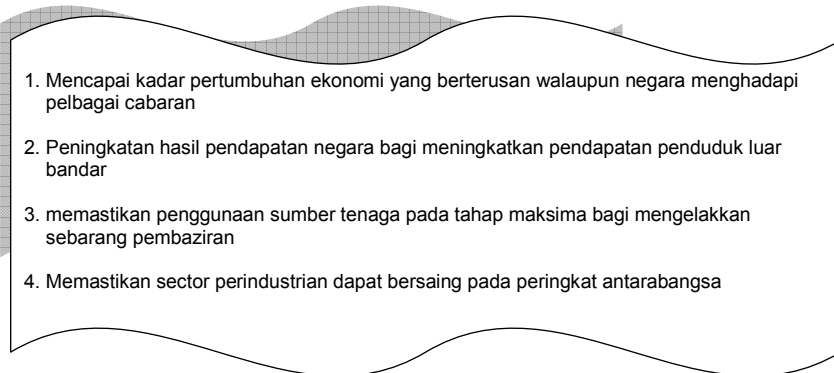 1. Mencapai kadar pertumbuhan ekonomi yang berterusan walaupun negara menghadapi
pelbagai cabaran
2. Peningkatan hasil pendapatan negara bagi meningkatkan pendapatan penduduk luar
bandar
3. memastikan penggunaan sumber tenaga pada tahap maksima bagi mengelakkan
sebarang pembaziran
4. Memastikan sector perindustrian dapat bersaing pada peringkat antarabangsa